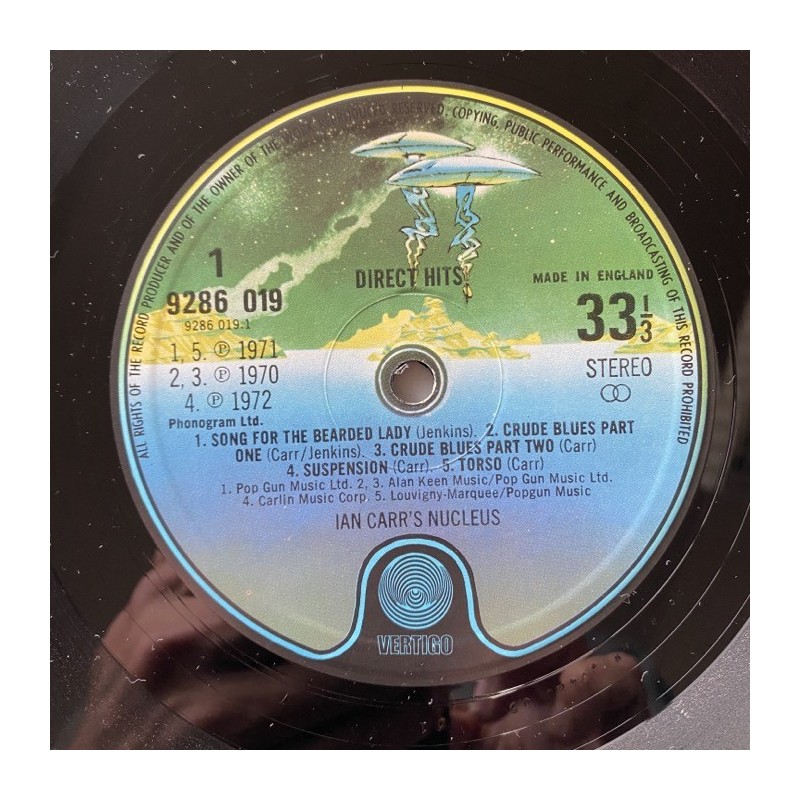 ALL RIGHTS OF THE RECORD PRODUCER AND OF THE OWNER OF THE WORK REPRODUCED RESERVED. COPYING, PUBLIC PERFORMANCE AND BROADCASTING OF THIS RECORD PROHIBITED
DIRECT HITS
1
9286 019
9286 019.1
1, 5. ℗ 1971
2, 3. ℗ 1970
4. ℗ 1972
Phonogram Ltd.
MADE IN ENGLAND
33⅓
STEREO
1. SONG FOR THE BEARDED LADY (Jenkins). 2. CRUDE BLUES PART
ONE (Carr/Jenkins). 3. CRUDE BLUES PART TWO (Carr)
4. SUSPENSION (Carr). 5. TORSO (Carr)
1. Pop Gun Music Ltd. 2, 3. Alan Keen Music/Pop Gun Music Ltd.
4. Carlin Music Corp. 5. Louvigny-Marquee/Popgun Music
IAN CARR'S NUCLEUS
VERTIGO